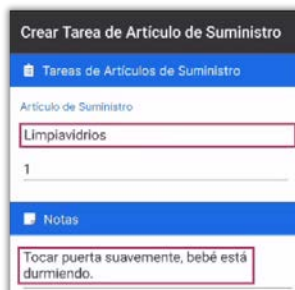 Crear Tarea de Artículo de Suministro
Tareas de Artículos de Suministro
Artículo de Suministro
Limpiavidrios
1
Notas
Tocar puerta suavemente, bebé está
durmiendo.